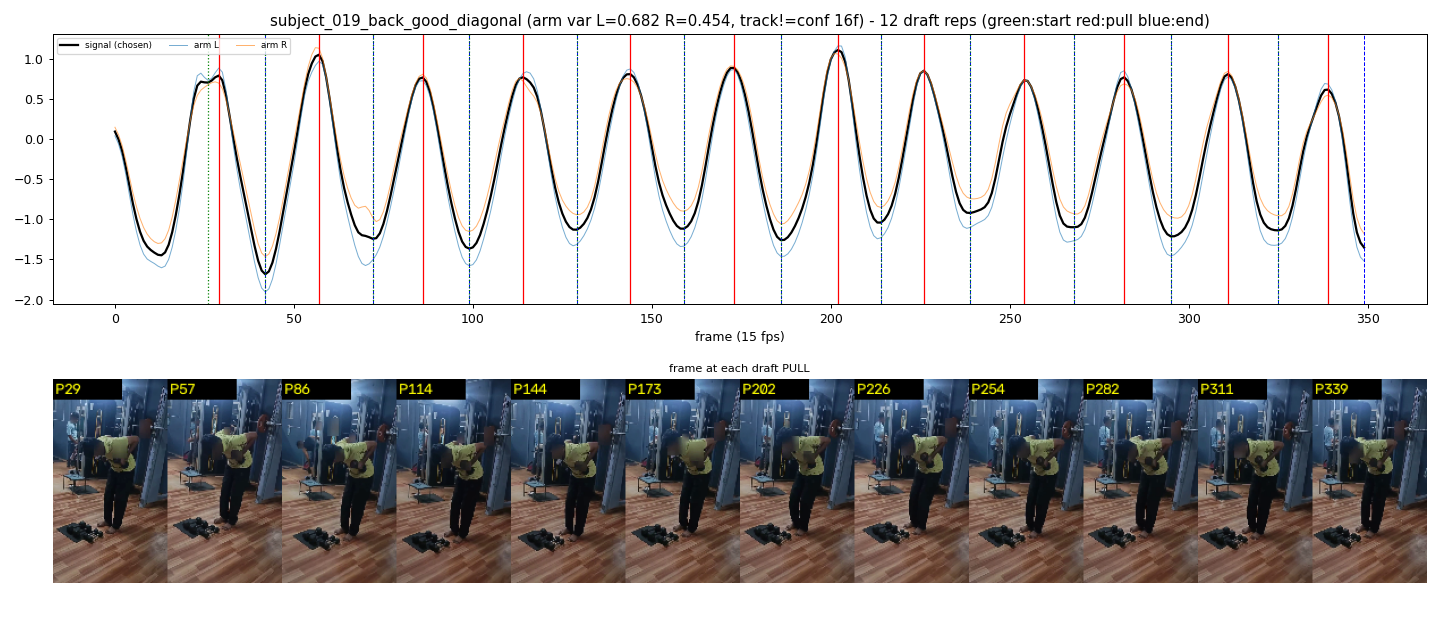 subject_019_back_good_diagonal (arm var L=0.682 R=0.454, track!=conf 16f) - 12 draft reps (green:start red:pull blue:end)
signal (chosen) arm L arm R
1.0
0.5
0.0
−0.5
−1.0
−1.5
−2.0
0 50 100 150 200 250 300 350
frame (15 fps)
frame at each draft PULL
P29 P57 P86 P114 P144 P173 P202 P226 P254 P282 P311 P339